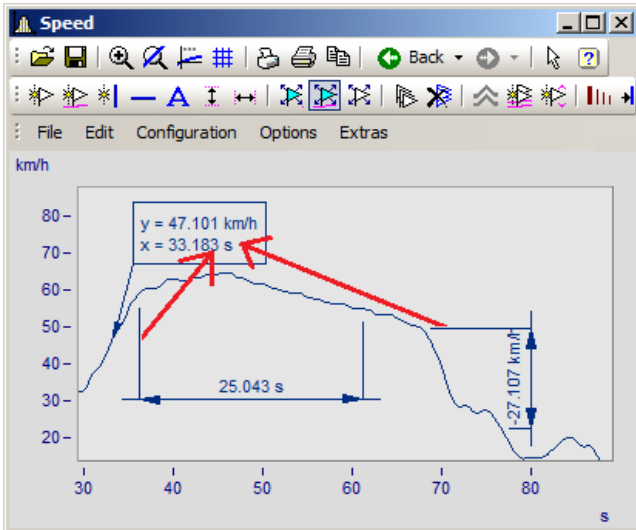 Speed
Back
A
File Edit Configuration Options Extras
km/h
y = 47.101 km/h
x = 33.183 s
80
70
60
50
40
30
20
25.043 s
-27.107 km/h
30 40 50 60 70 80
s